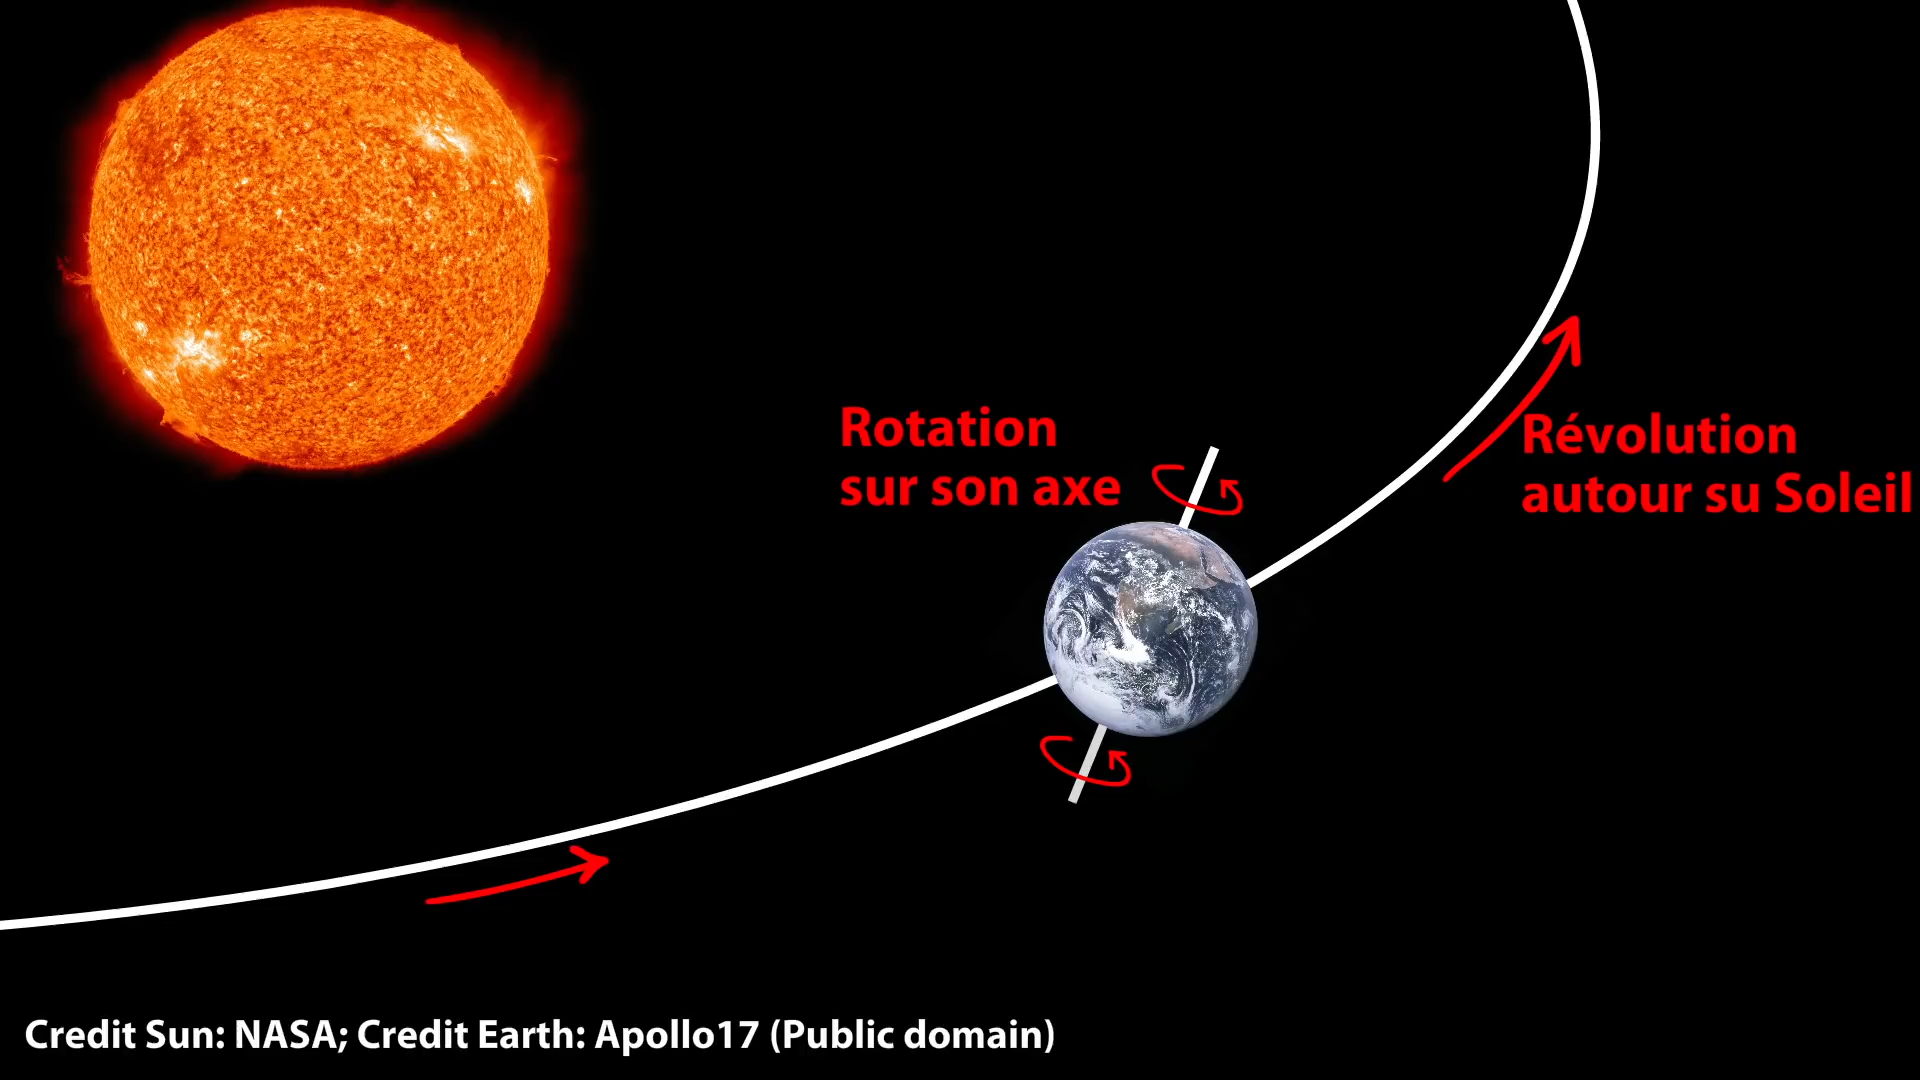 Rotation
sur son axe
Révolution
autour su Soleil
Credit Sun: NASA; Credit Earth: Apollo17 (Public domain)